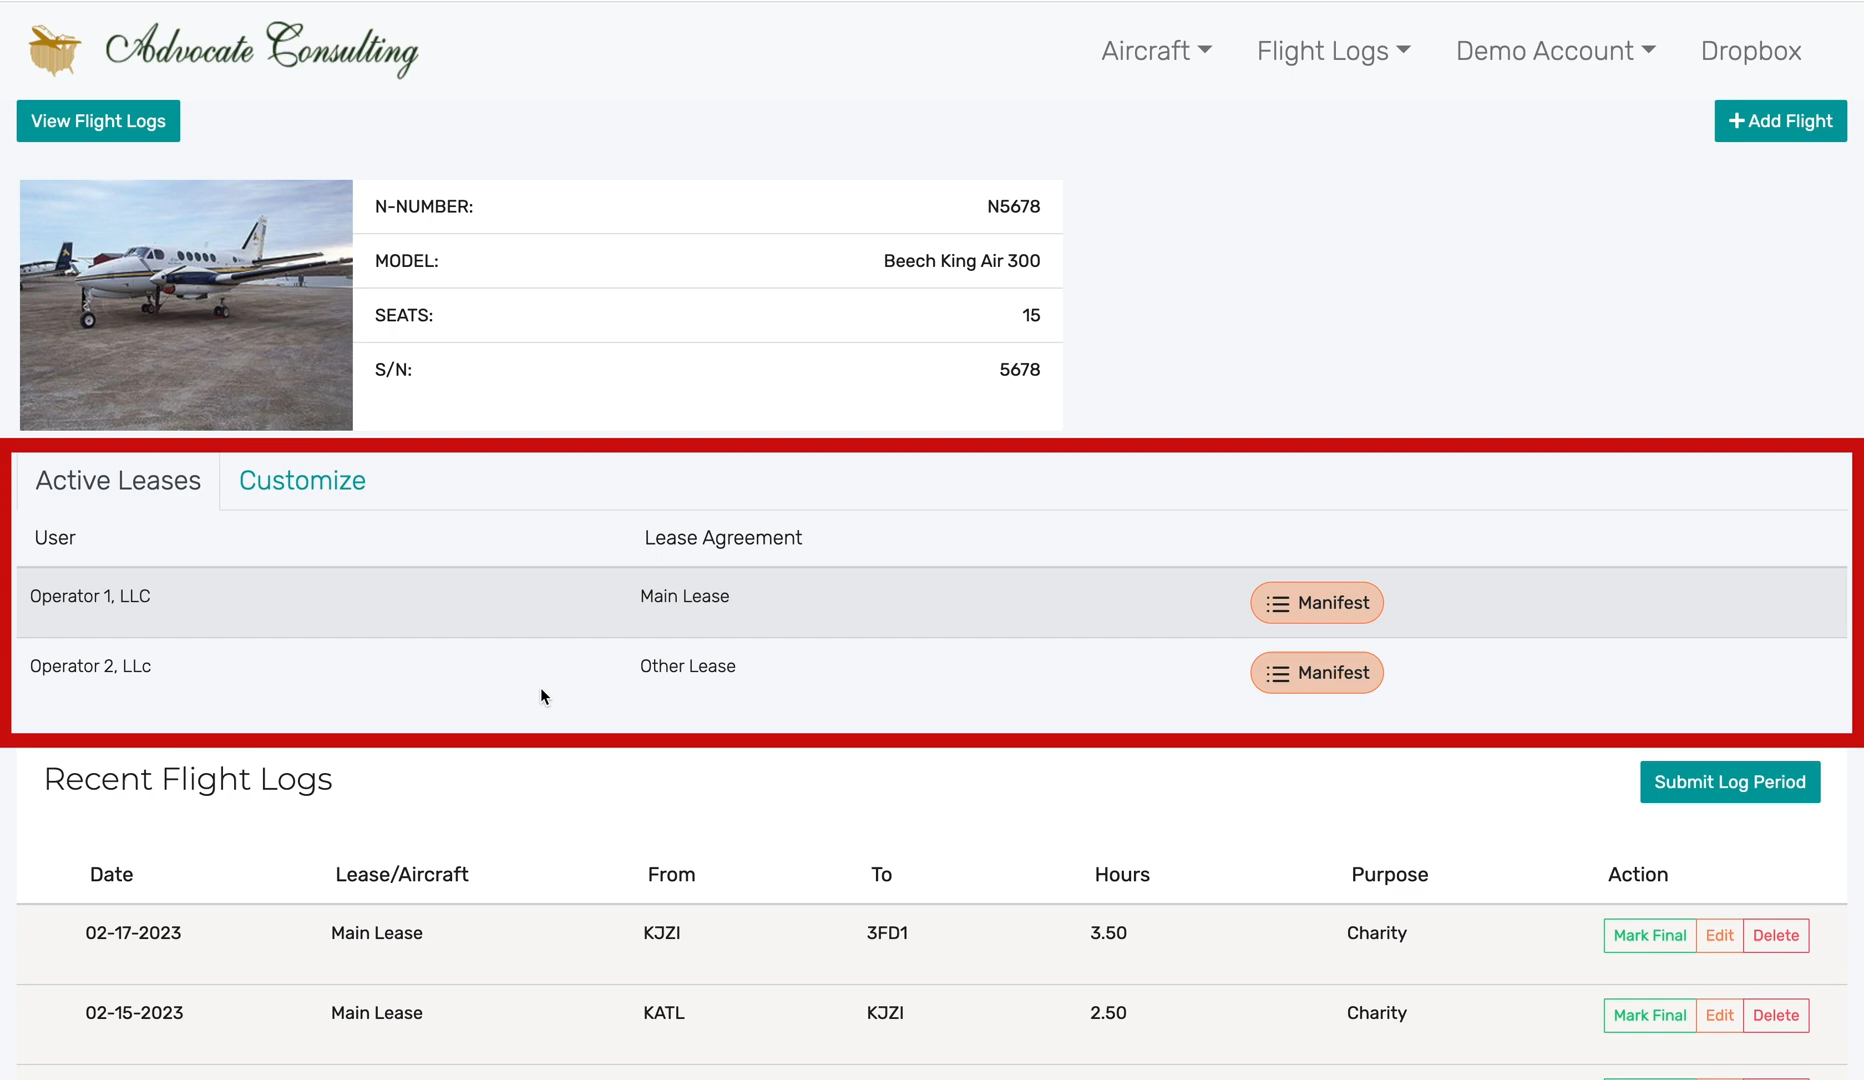 Advocate Consulting
Aircraft Flight Logs Demo Account Dropbox
View Flight Logs + Add Flight
N-NUMBER: N5678
MODEL: Beech King Air 300
SEATS: 15
S/N: 5678
Active Leases Customize
User Lease Agreement
Operator 1, LLC Main Lease Manifest
Operator 2, LLc Other Lease Manifest
Recent Flight Logs Submit Log Period
Date Lease/Aircraft From To Hours Purpose Action
02-17-2023 Main Lease KJZI 3FD1 3.50 Charity Mark Final Edit Delete
02-15-2023 Main Lease KATL KJZI 2.50 Charity Mark Final Edit Delete